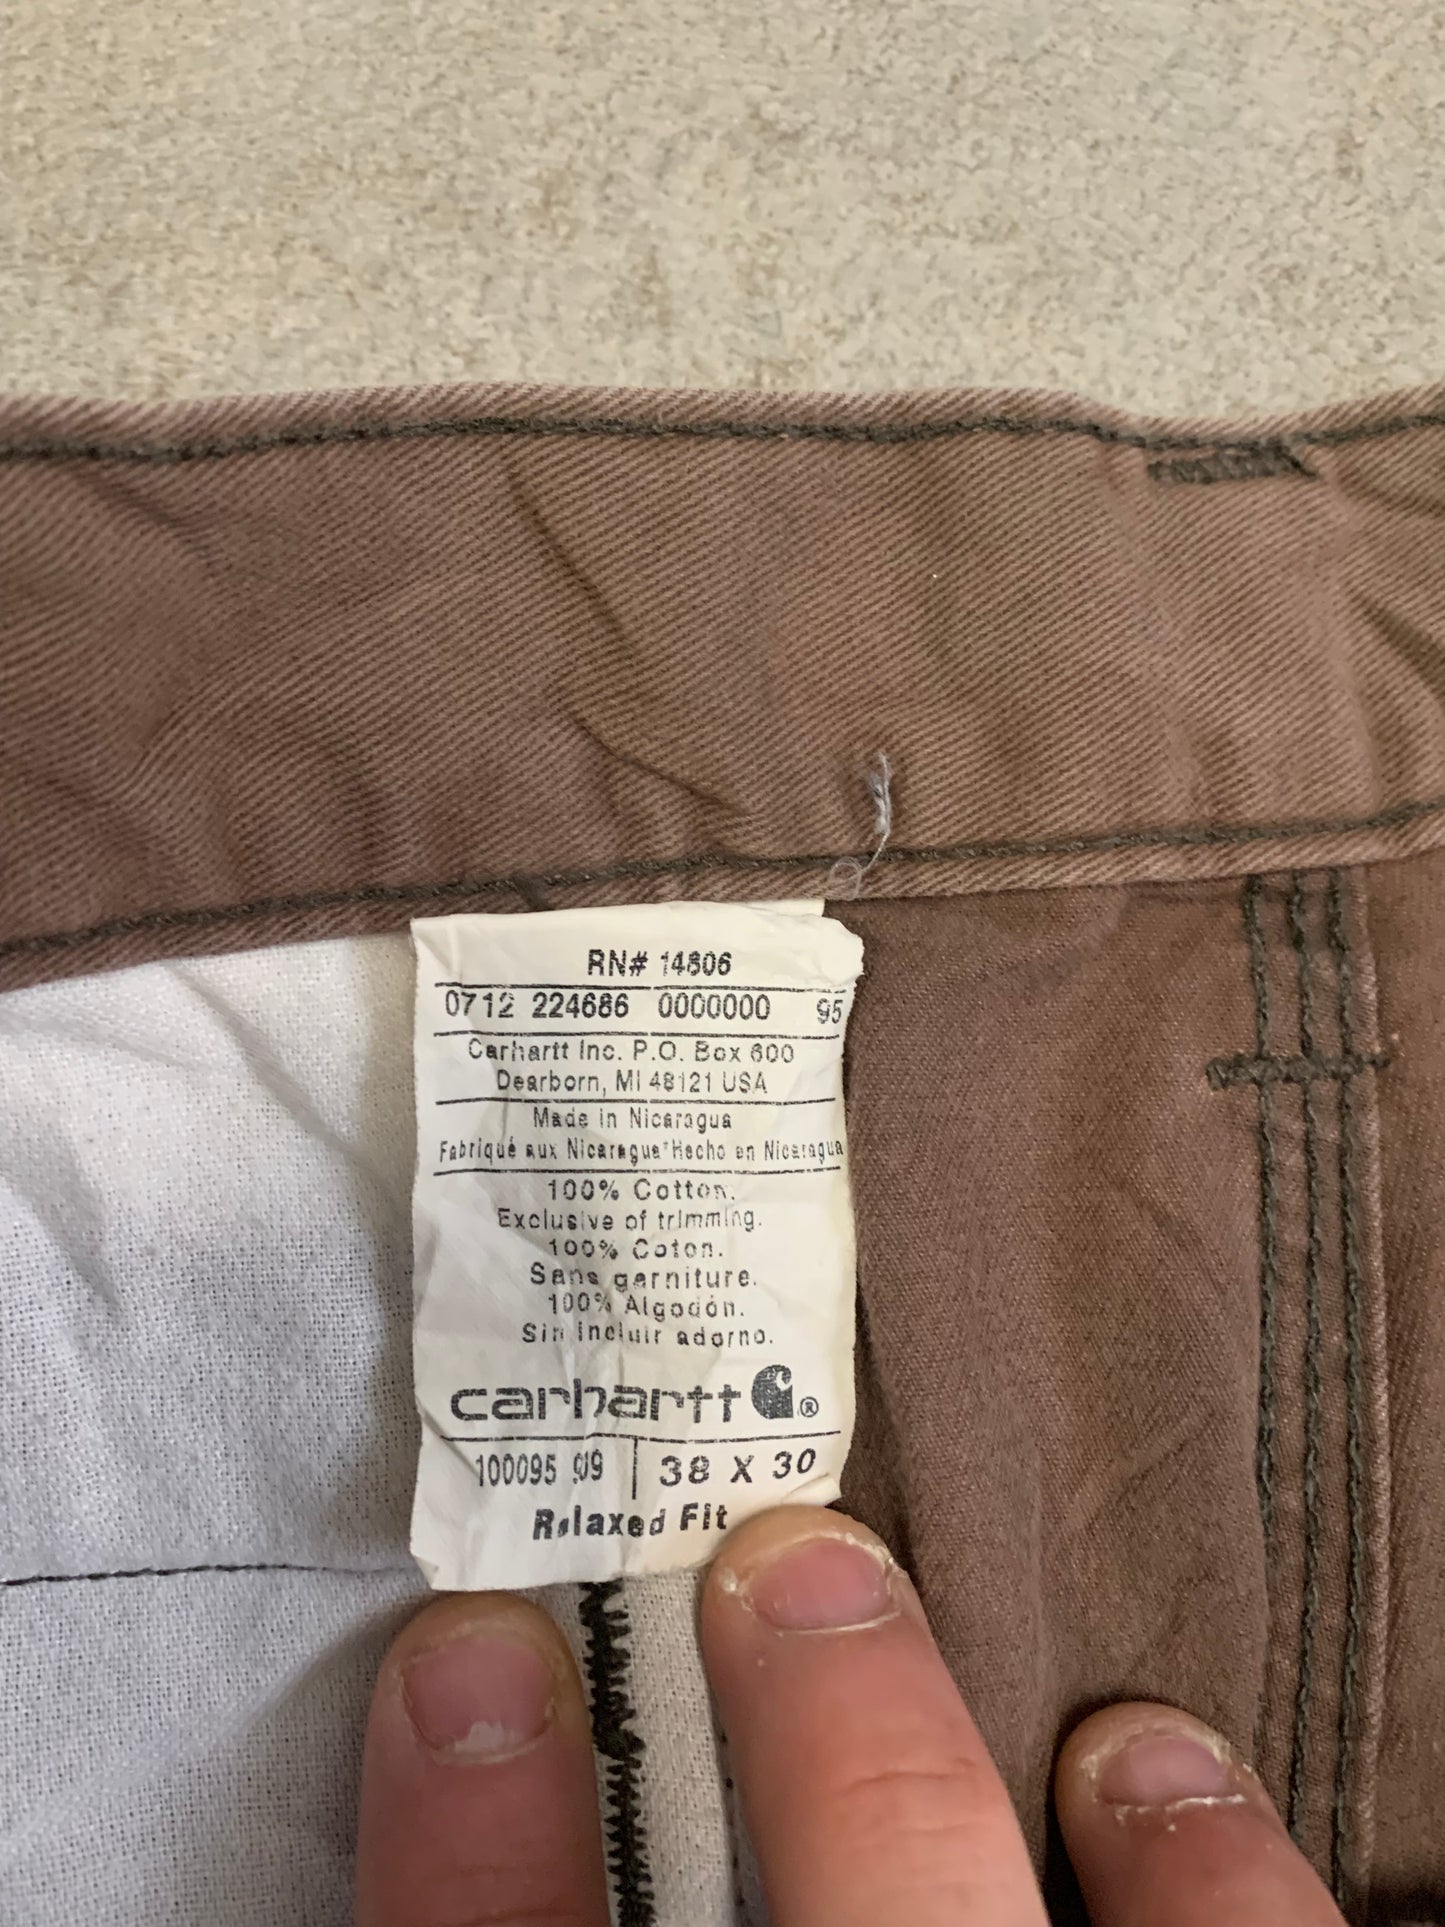 RN# 14806
0712 224686 0000000 95
Carhartt Inc. P.O. Box 600
Dearborn, MI 48121 USA
Made in Nicaragua
Fabriqué aux Nicaragua*Hecho en Nicaragua
100% Cotton.
Exclusive of trimming.
100% Coton.
Sans garniture.
100% Algodón.
Sin incluir adorno.
carhartt ®
100095 909 38 X 30
Relaxed Fit